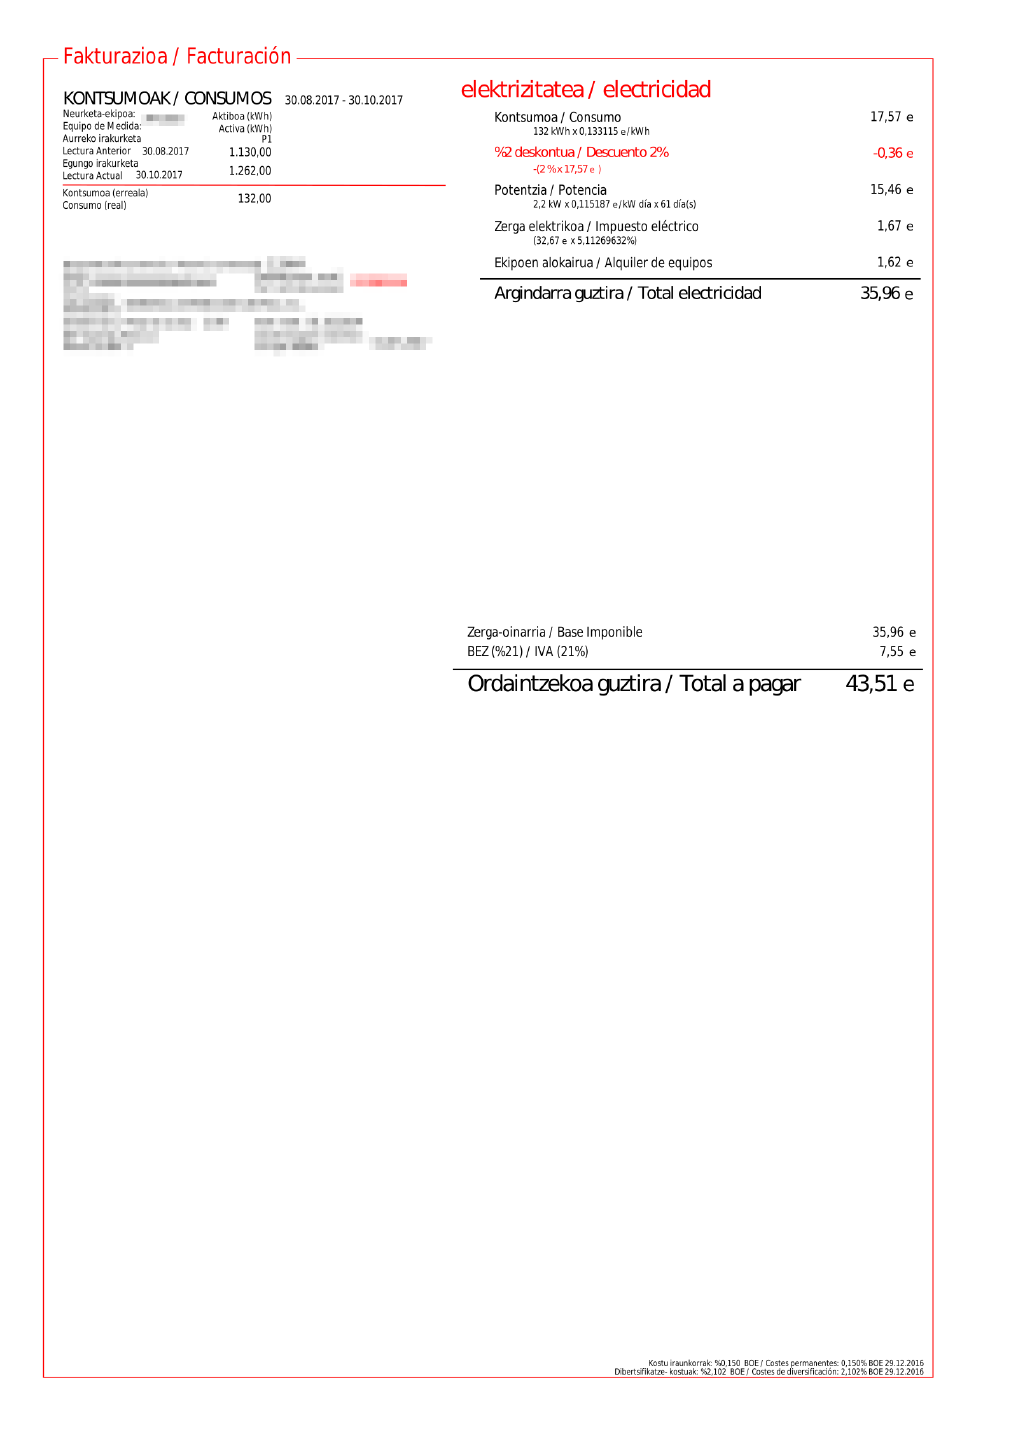 Fakturazioa / Facturación
KONTSUMOAK / CONSUMOS 30.08.2017 - 30.10.2017
Neurketa-ekipoa: Aktiboa (kWh)
Equipo de Medida: Activa (kWh)
Aurreko irakurketa P1
Lectura Anterior 30.08.2017 1.130,00
Egungo irakurketa
Lectura Actual 30.10.2017 1.262,00
Kontsumoa (erreala)
Consumo (real) 132,00
elektrizitatea / electricidad
Kontsumoa / Consumo 17,57 e
132 kWh x 0,133115 e/kWh
%2 deskontua / Descuento 2% -0,36 e
-(2 % x 17,57 e )
Potentzia / Potencia 15,46 e
2,2 kW x 0,115187 e/kW día x 61 día(s)
Zerga elektrikoa / Impuesto eléctrico 1,67 e
(32,67 e x 5,11269632%)
Ekipoen alokairua / Alquiler de equipos 1,62 e
Argindarra guztira / Total electricidad 35,96 e
Zerga-oinarria / Base Imponible 35,96 e
BEZ (%21) / IVA (21%) 7,55 e
Ordaintzekoa guztira / Total a pagar 43,51 e
Kostu iraunkorrak: %0,150 BOE / Costes permanentes: 0,150% BOE 29.12.2016
Dibertsifikatze- kostuak: %2,102 BOE / Costes de diversificación: 2,102% BOE 29.12.2016